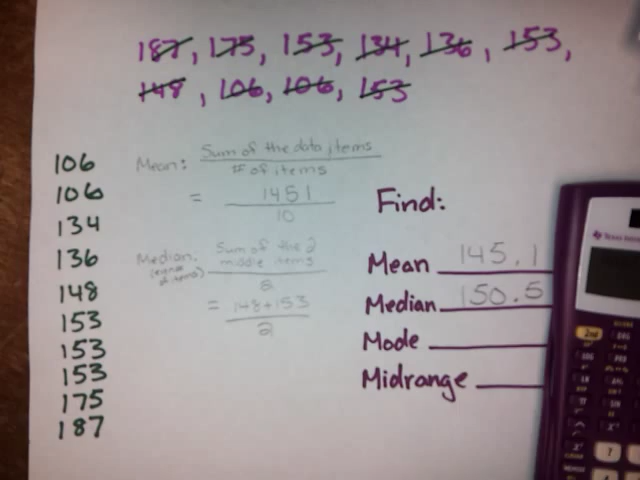 187, 175, 153, 134, 136, 153,
148, 106, 106, 153
106
106
134
136
148
153
153
153
175
187
Mean: Sum of the data items
# of items
= 1451
10
Median: Sum of the 2
middle items
2
= 148+153
2
Find:
Mean 145.1
Median 150.5
Mode
Midrange
Texas
2nd